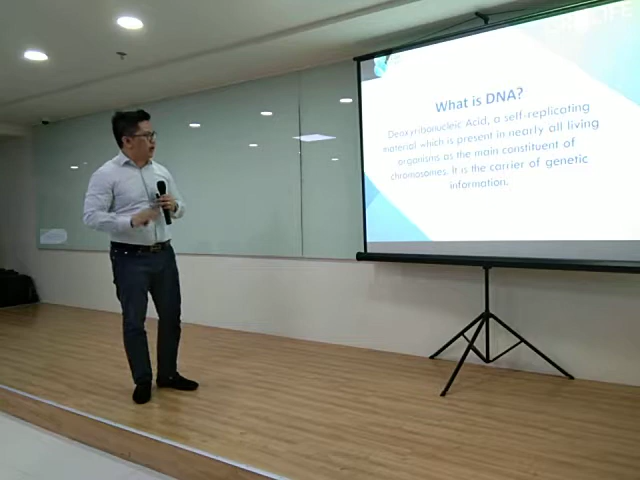 What is DNA?
Deoxyribonucleic Acid, a self-replicating
material which is present in nearly all living
organisms as the main constituent of
chromosomes. It is the carrier of genetic
information.